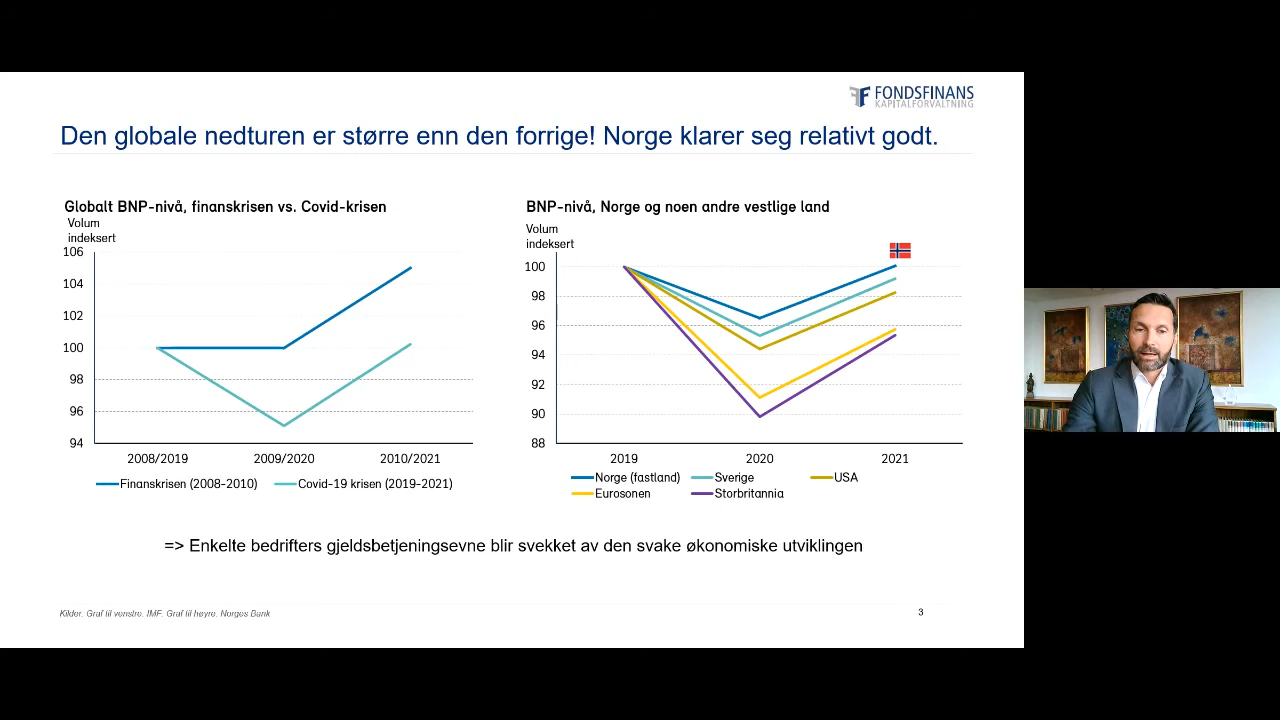 FONDSFINANS
KAPITALFORVALTNING
Den globale nedturen er større enn den forrige! Norge klarer seg relativt godt.
Globalt BNP-nivå, finanskrisen vs. Covid-krisen
Volum
indeksert
106
104
102
100
98
96
94
2008/2019 2009/2020 2010/2021
Finanskrisen (2008-2010) Covid-19 krisen (2019-2021)
BNP-nivå, Norge og noen andre vestlige land
Volum
indeksert
100
98
96
94
92
90
88
2019 2020 2021
Norge (fastland) Sverige USA
Eurosonen Storbritannia
=> Enkelte bedrifters gjeldsbetjeningsevne blir svekket av den svake økonomiske utviklingen
Kilder. Graf til venstre. IMF. Graf til høyre. Norges Bank
3